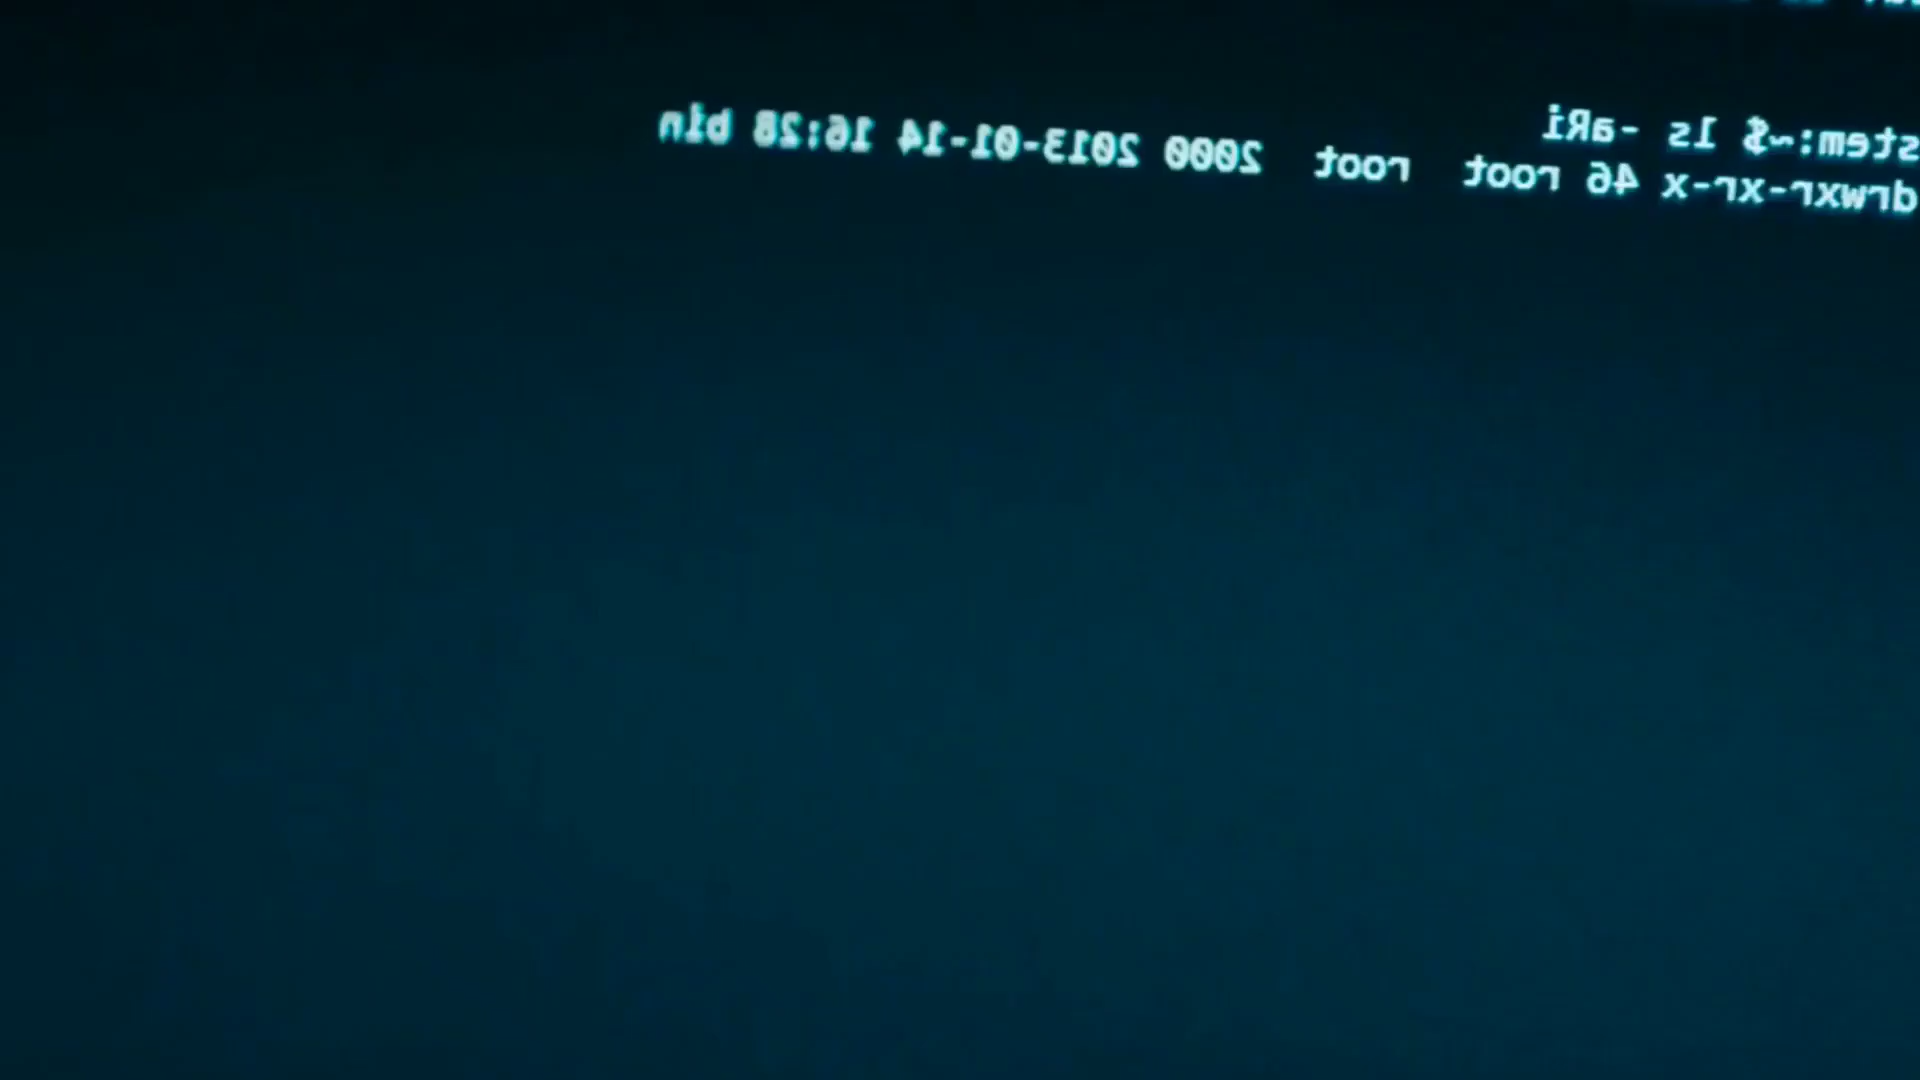 stem:~$ ls -aRi
drwxr-xr-x 46 root  root  2000 2013-01-14 16:28 bin